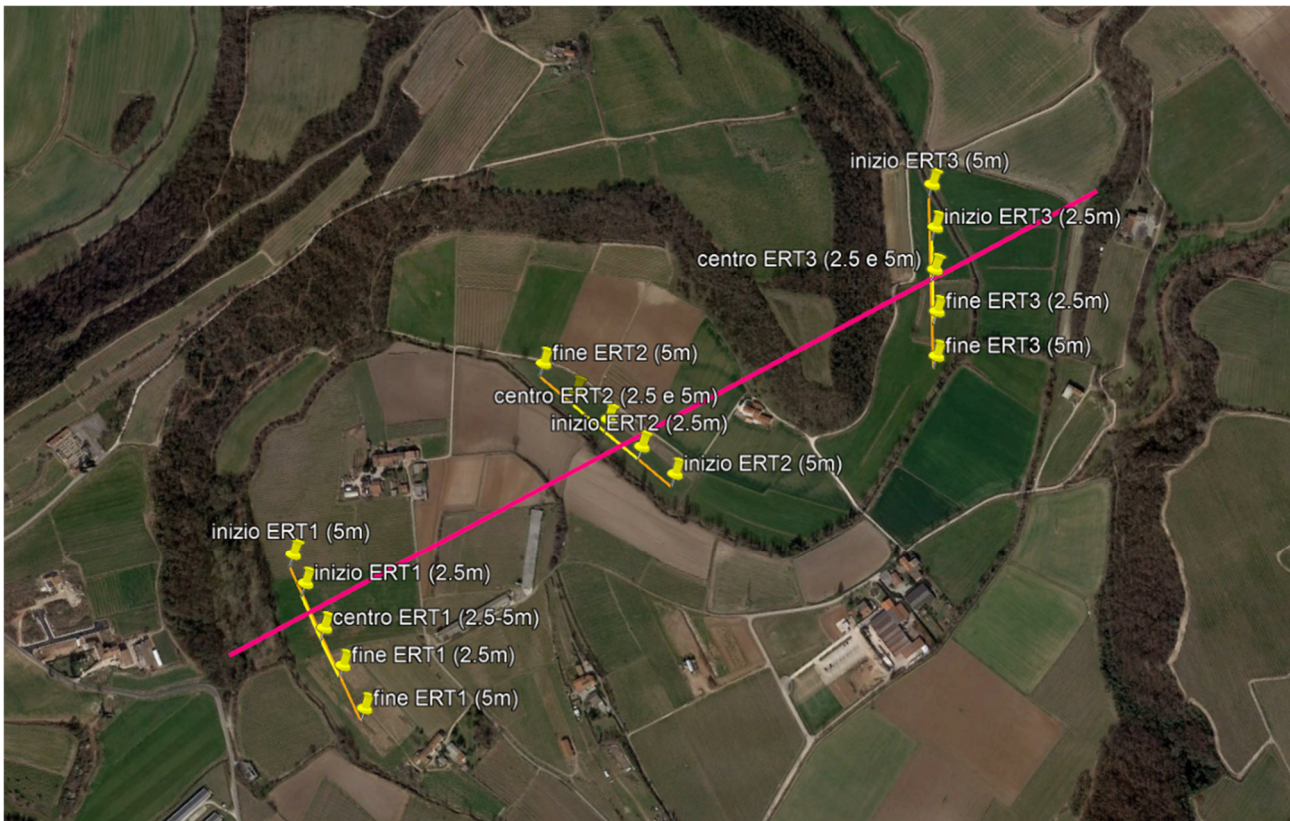 inizio ERT3 (5m)
inizio ERT3 (2.5m)
centro ERT3 (2.5 e 5m)
fine ERT3 (2.5m)
fine ERT3 (5m)
fine ERT2 (5m)
centro ERT2 (2.5 e 5m)
inizio ERT2 (2.5m)
inizio ERT2 (5m)
inizio ERT1 (5m)
inizio ERT1 (2.5m)
centro ERT1 (2.5-5m)
fine ERT1 (2.5m)
fine ERT1 (5m)